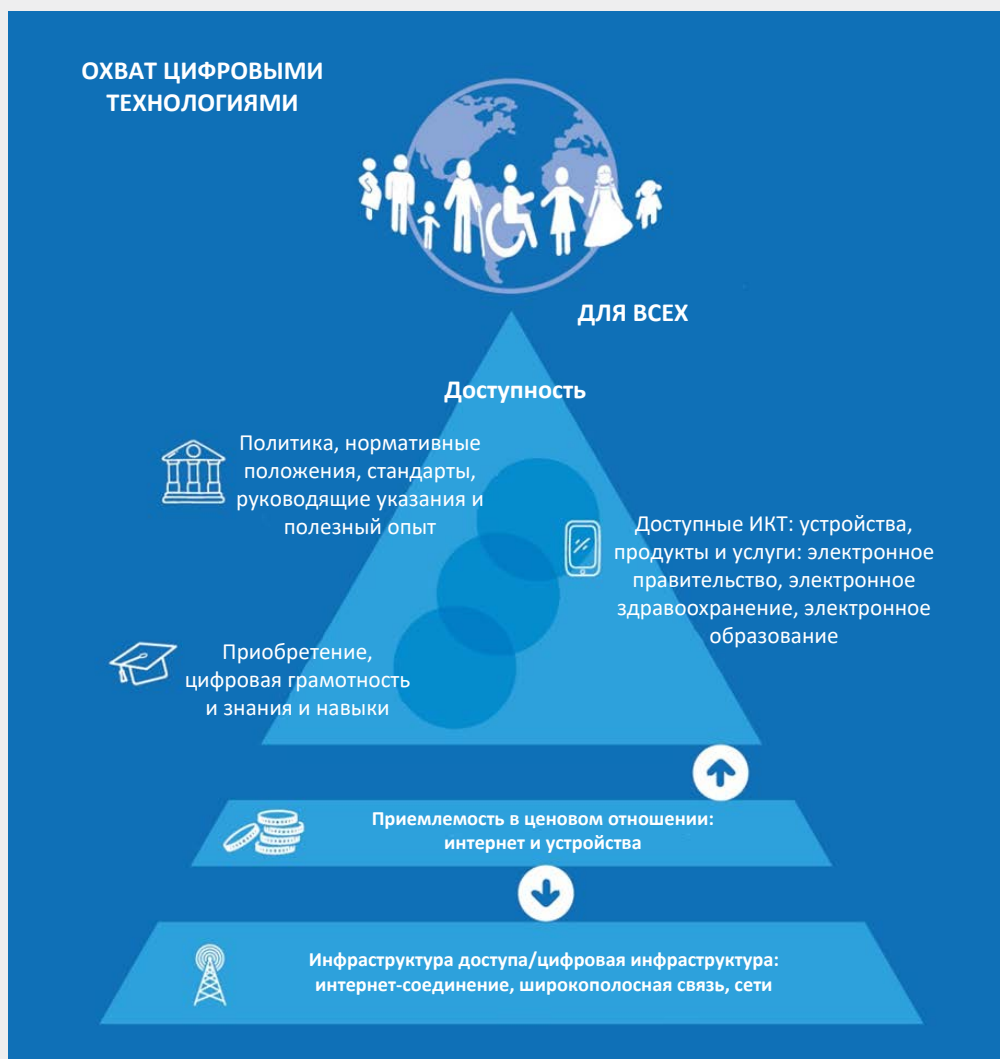 ОХВАТ ЦИФРОВЫМИ
ТЕХНОЛОГИЯМИ
ДЛЯ ВСЕХ
Доступность
Политика, нормативные
положения, стандарты,
руководящие указания и
полезный опыт
Доступные ИКТ: устройства,
продукты и услуги: электронное
правительство, электронное
здравоохранение, электронное
образование
Приобретение,
цифровая грамотность
и знания и навыки
Приемлемость в ценовом отношении:
интернет и устройства
Инфраструктура доступа/цифровая инфраструктура:
интернет-соединение, широкополосная связь, сети